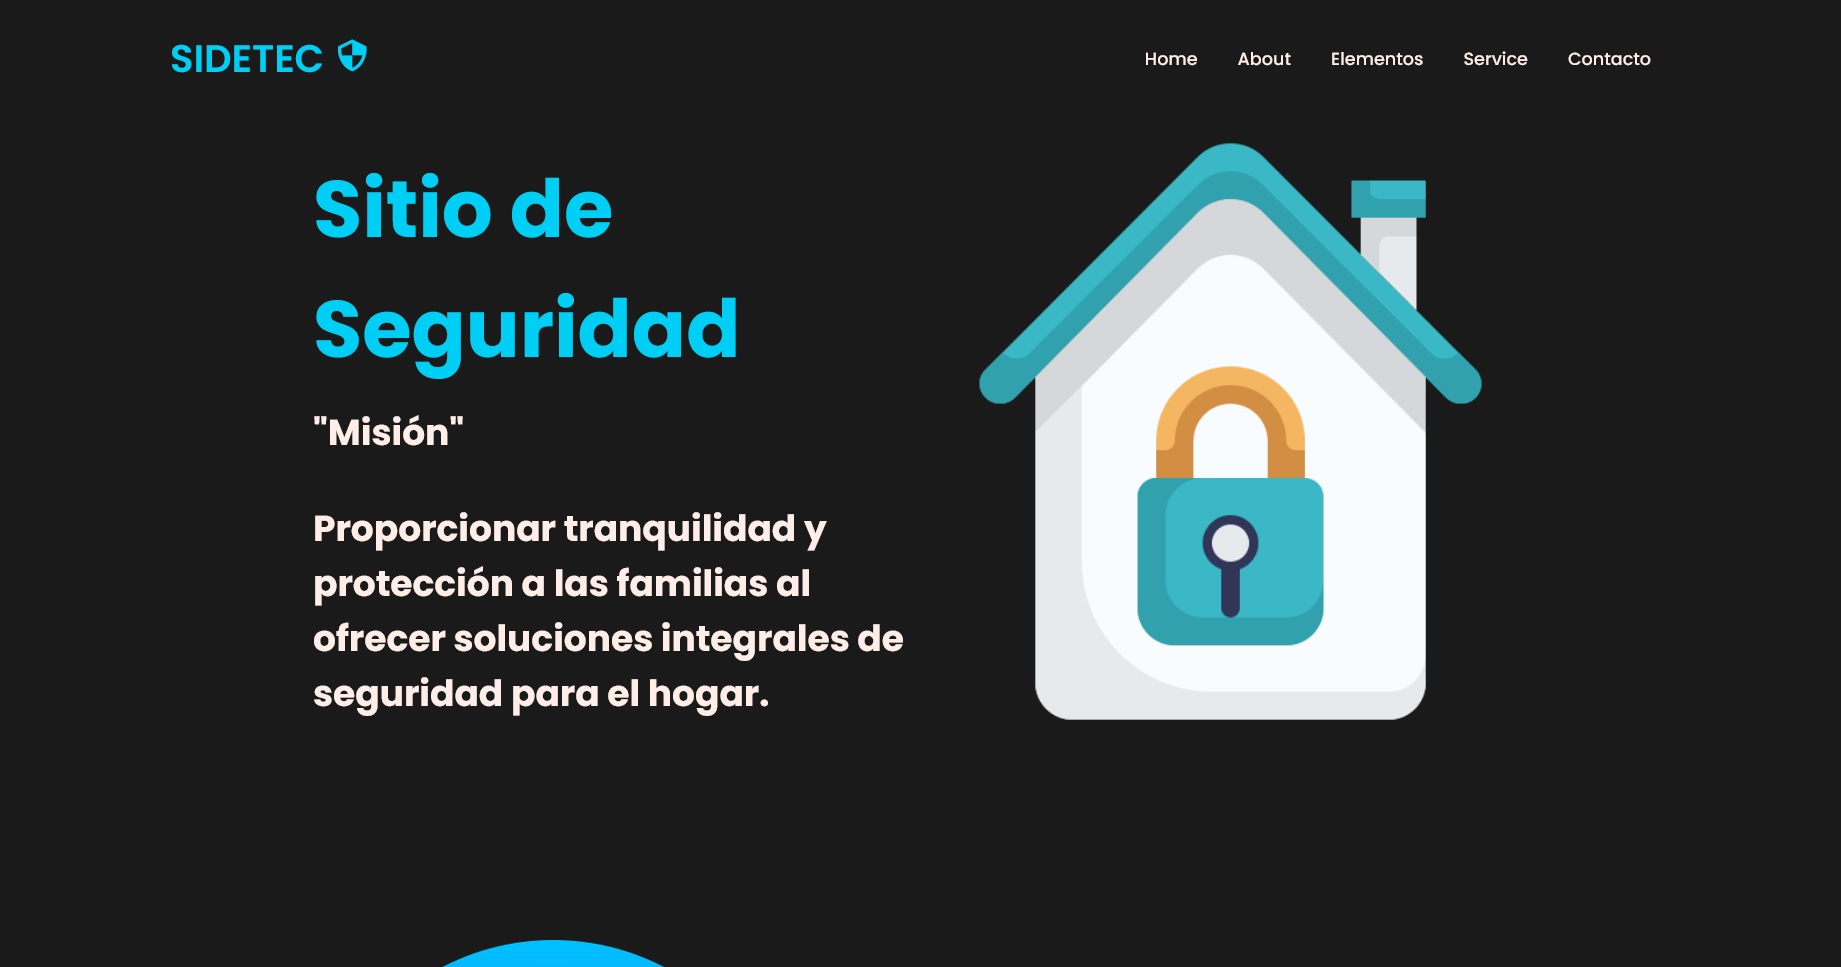 SIDETEC
Home About Elementos Service Contacto
Sitio de
Seguridad
"Misión"
Proporcionar tranquilidad y
protección a las familias al
ofrecer soluciones integrales de
seguridad para el hogar.